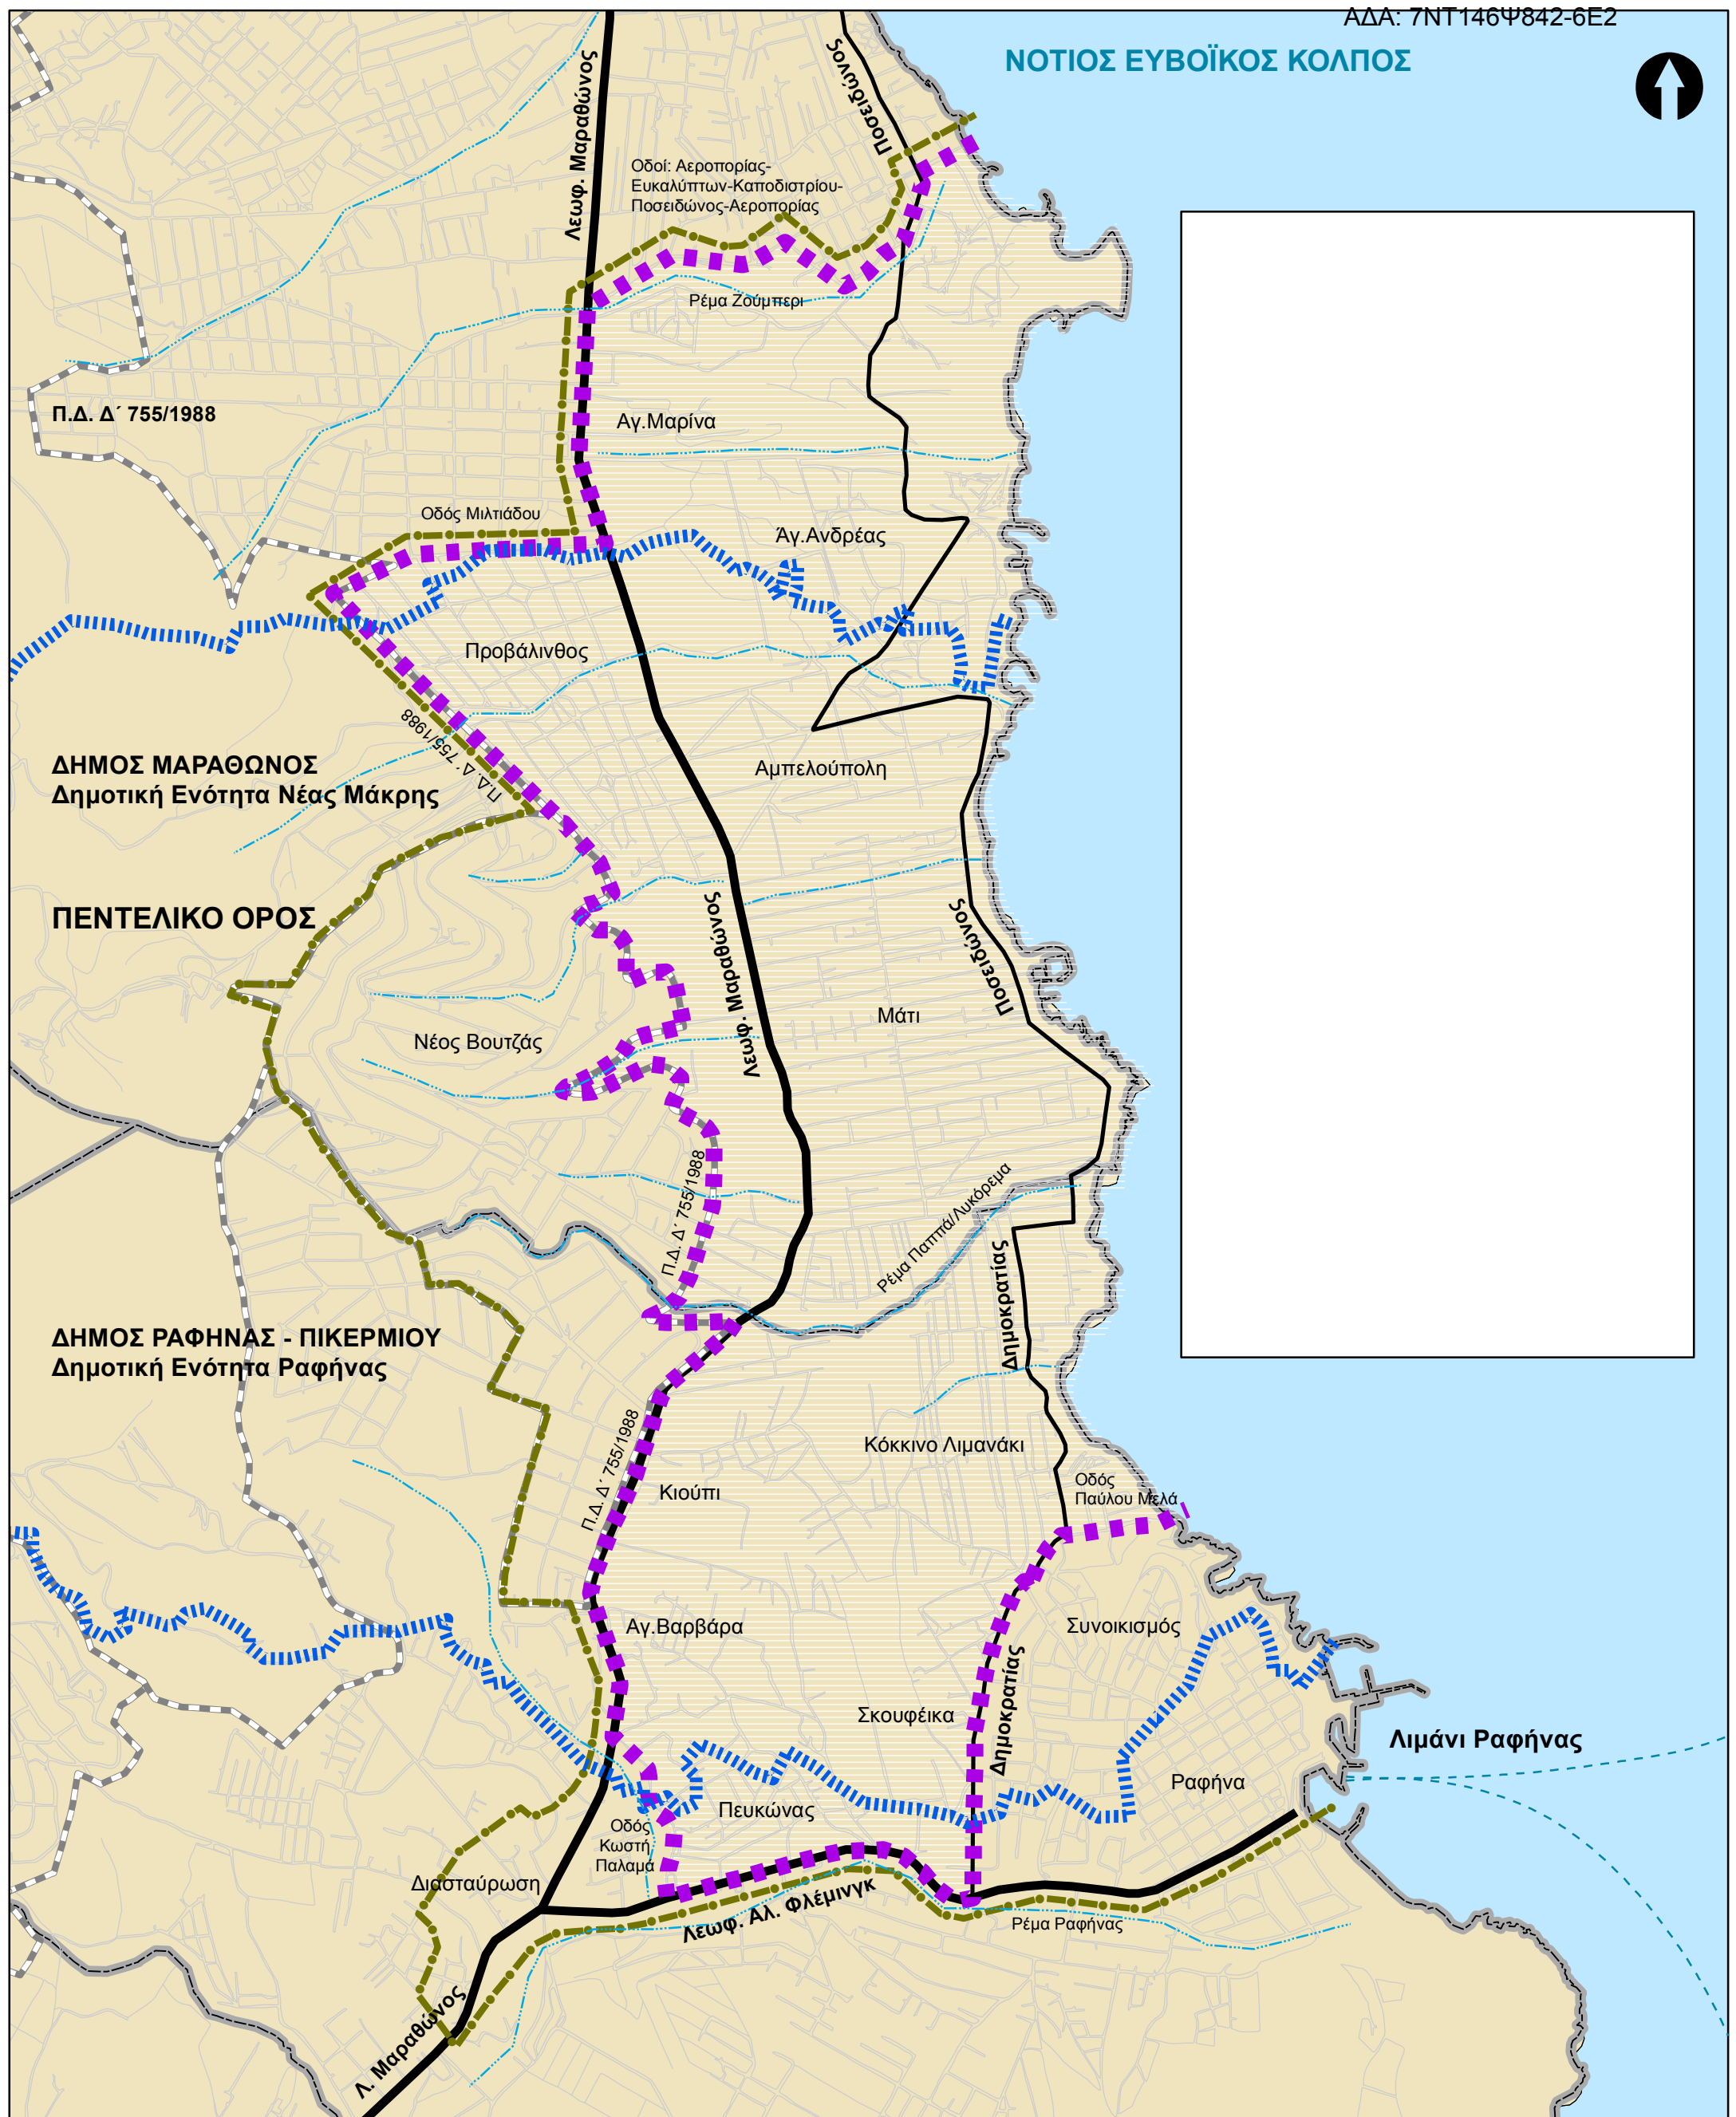 ΑΔΑ: 7ΝΤ146Ψ842-6Ε2
ΝΟΤΙΟΣ ΕΥΒΟΪΚΟΣ ΚΟΛΠΟΣ
Λεωφ. Μαραθώνος
Ποσειδώνος
Οδοί: Αεροπορίας-
Ευκαλύπτων-Καποδιστρίου-
Ποσειδώνος-Αεροπορίας
Ρέμα Ζούμπερι
Π.Δ. Δ΄ 755/1988
Αγ.Μαρίνα
Οδός Μιλτιάδου
Άγ.Ανδρέας
Προβάλινθος
Π.Δ. Δ΄ 755/1988
ΔΗΜΟΣ ΜΑΡΑΘΩΝΟΣ
Δημοτική Ενότητα Νέας Μάκρης
Αμπελούπολη
ΠΕΝΤΕΛΙΚΟ ΟΡΟΣ
Λεωφ. Μαραθώνος
Ποσειδώνος
Μάτι
Νέος Βουτζάς
Π.Δ. Δ΄ 755/1988
Ρέμα Παππά/Λυκόρεμα
Δημοκρατίας
ΔΗΜΟΣ ΡΑΦΗΝΑΣ - ΠΙΚΕΡΜΙΟΥ
Δημοτική Ενότητα Ραφήνας
Π.Δ. Δ΄ 755/1988
Κόκκινο Λιμανάκι
Κιούπι
Οδός
Παύλου Μελά
Αγ.Βαρβάρα
Συνοικισμός
Δημοκρατίας
Σκουφέικα
Λιμάνι Ραφήνας
Ραφήνα
Πευκώνας
Οδός
Κωστή
Παλαμά
Διασταύρωση
Λεωφ. Αλ. Φλέμινγκ
Ρέμα Ραφήνας
Λ. Μαραθώνος